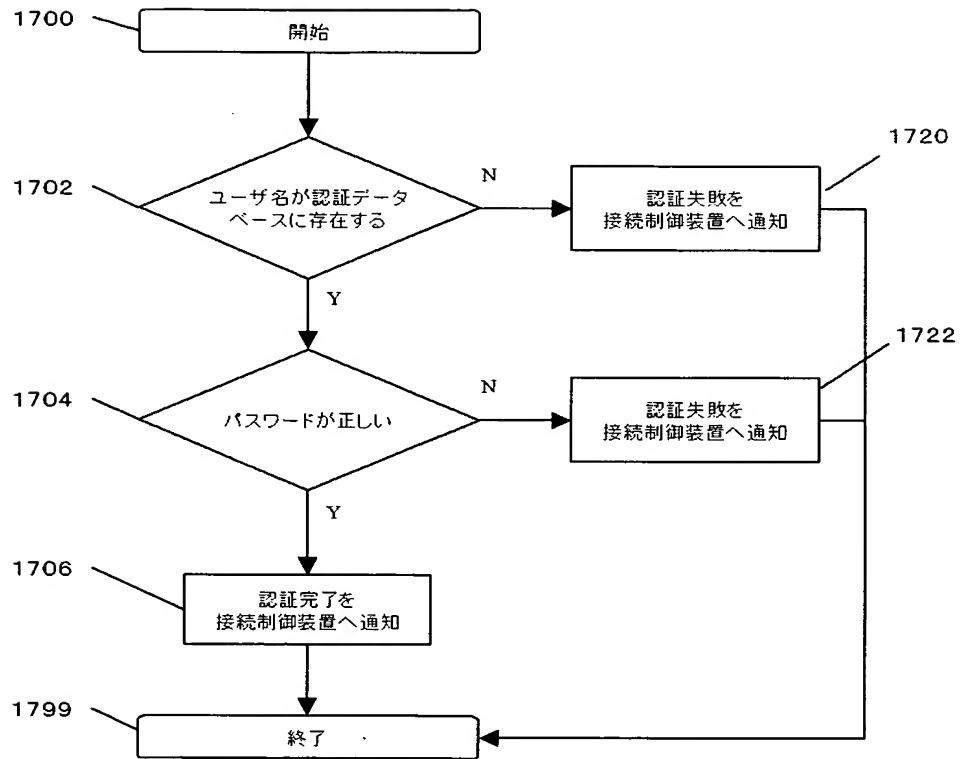 1700
開始
1702
ユーザ名が認証データ
ベースに存在する
N
1720
認証失敗を
接続制御装置へ通知
Y
1704
パスワードが正しい
N
1722
認証失敗を
接続制御装置へ通知
Y
1706
認証完了を
接続制御装置へ通知
1799
終了